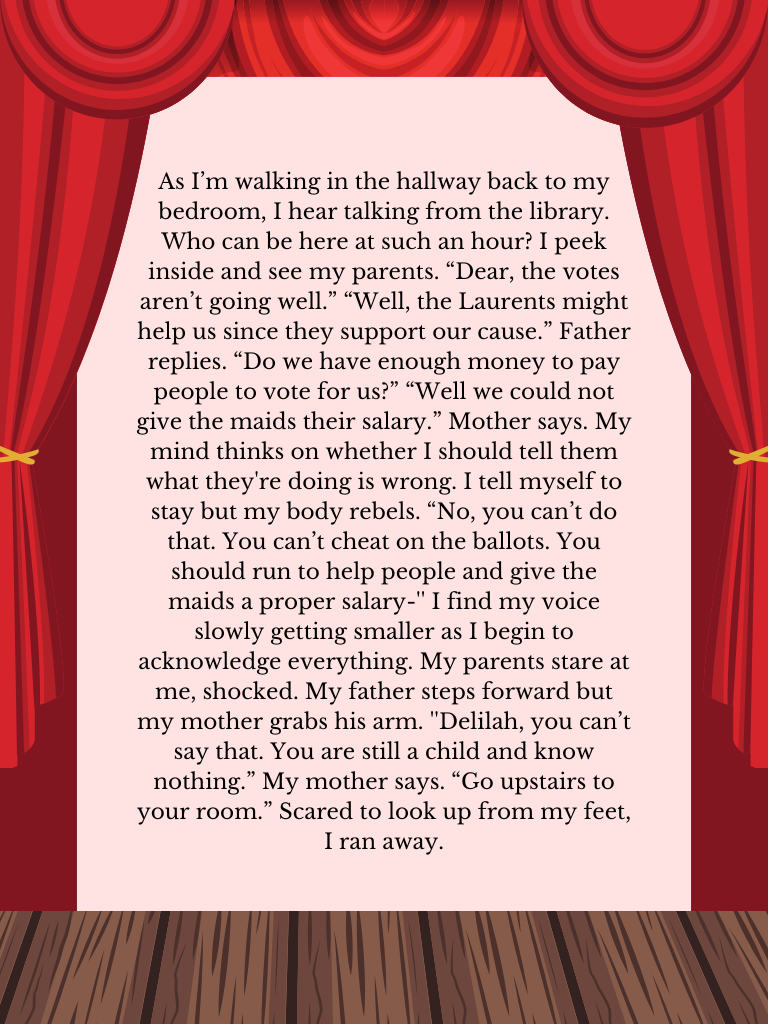 As I’m walking in the hallway back to my
bedroom, I hear talking from the library.
Who can be here at such an hour? I peek
inside and see my parents. “Dear, the votes
aren’t going well.” “Well, the Laurents might
help us since they support our cause.” Father
replies. “Do we have enough money to pay
people to vote for us?” “Well we could not
give the maids their salary.” Mother says. My
mind thinks on whether I should tell them
what they're doing is wrong. I tell myself to
stay but my body rebels. “No, you can’t do
that. You can’t cheat on the ballots. You
should run to help people and give the
maids a proper salary-" I find my voice
slowly getting smaller as I begin to
acknowledge everything. My parents stare at
me, shocked. My father steps forward but
my mother grabs his arm. "Delilah, you can’t
say that. You are still a child and know
nothing.” My mother says. “Go upstairs to
your room.” Scared to look up from my feet,
I ran away.